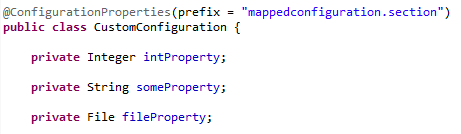 @ConfigurationProperties(prefix = "mappedconfiguration.section")
public class CustomConfiguration {
private Integer intProperty;
private String someProperty;
private File fileProperty;